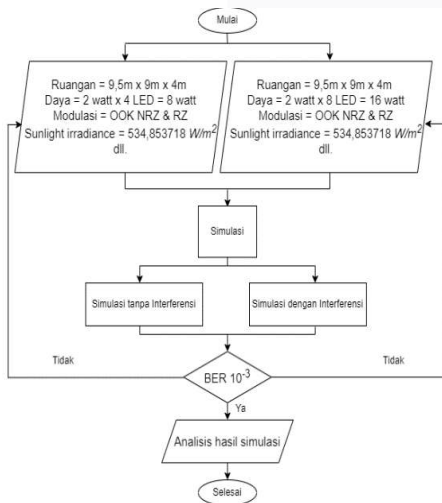 Mulai
Ruangan = 9,5m x 9m x 4m
Daya = 2 watt x 4 LED = 8 watt
Modulasi = OOK NRZ & RZ
Sunlight irradiance = 534,853718 W/m²
dll.
Ruangan = 9,5m x 9m x 4m
Daya = 2 watt x 8 LED = 16 watt
Modulasi = OOK NRZ & RZ
Sunlight irradiance = 534,853718 W/m²
dll.
Simulasi
Simulasi tanpa Interferensi
Simulasi dengan Interferensi
Tidak
BER 10⁻³
Tidak
Ya
Analisis hasil simulasi
Selesai